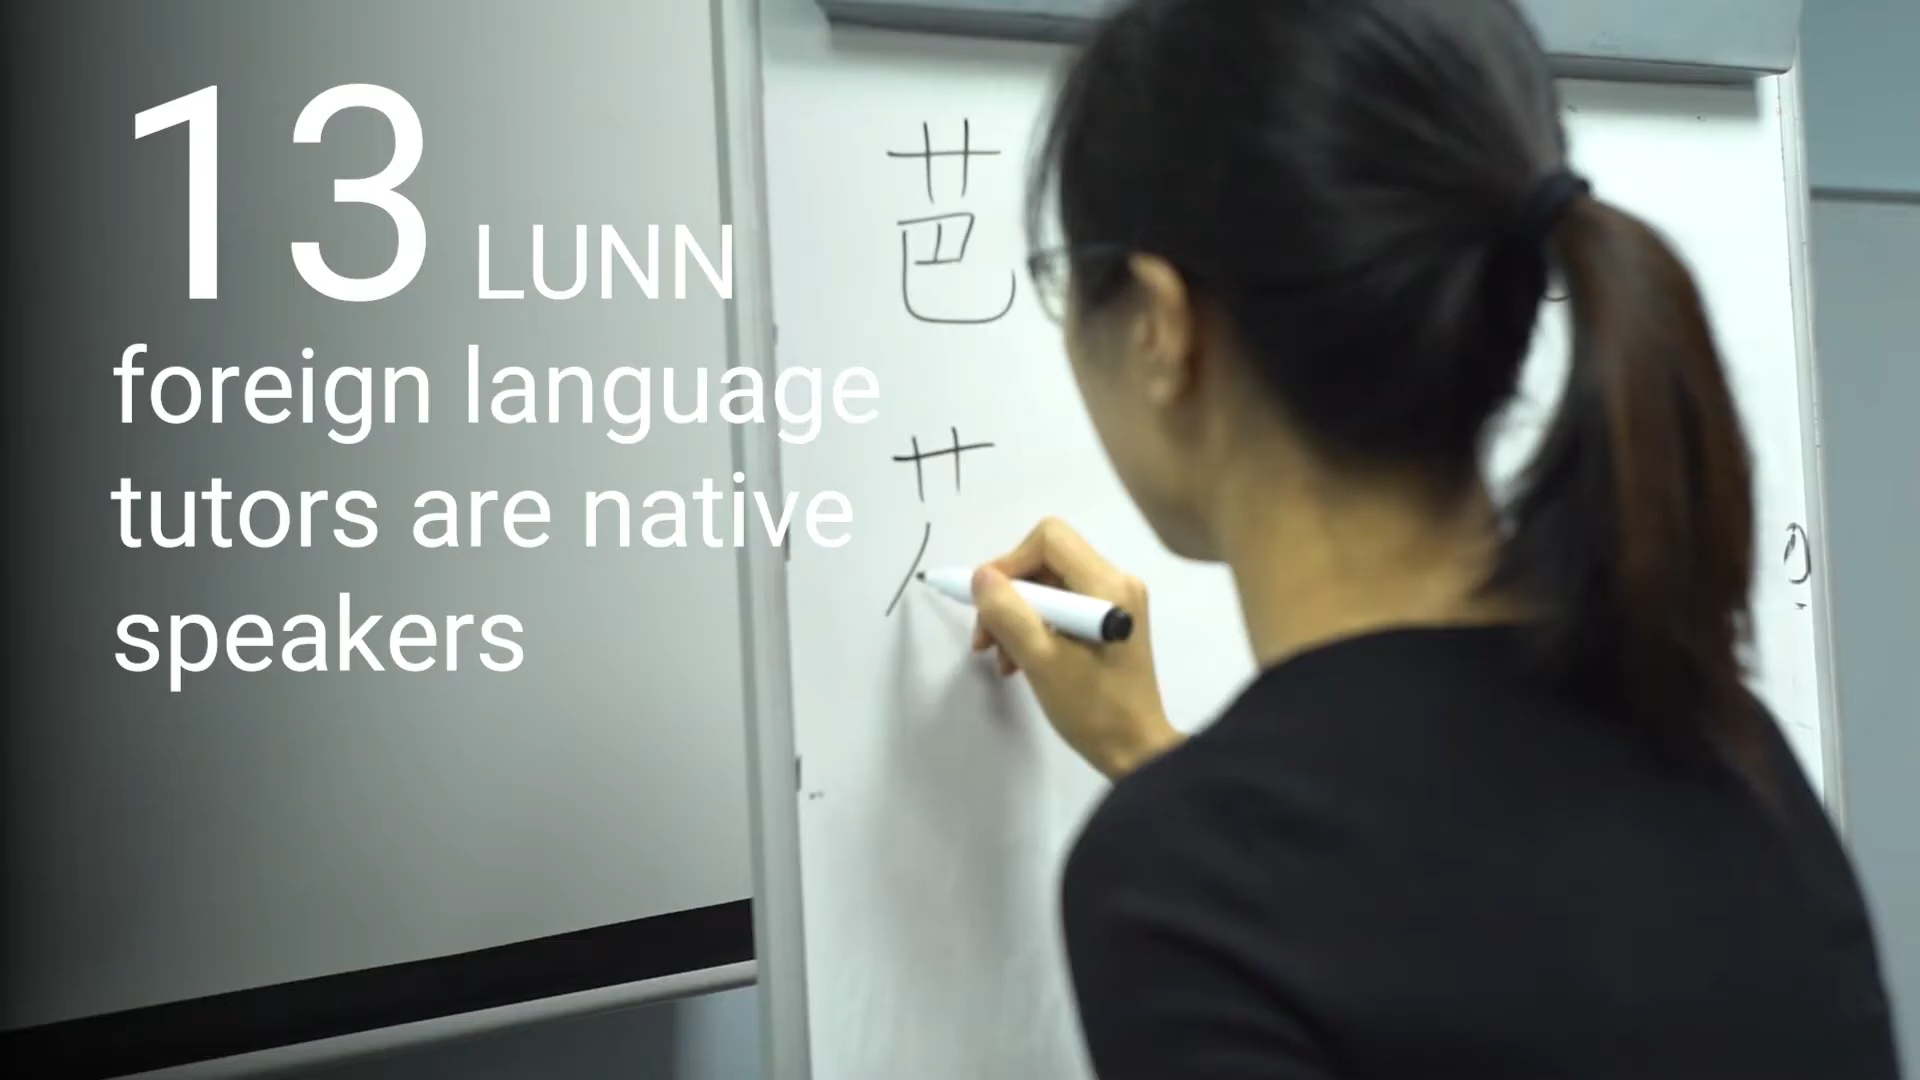 13 LUNN
foreign language
tutors are native
speakers
芭